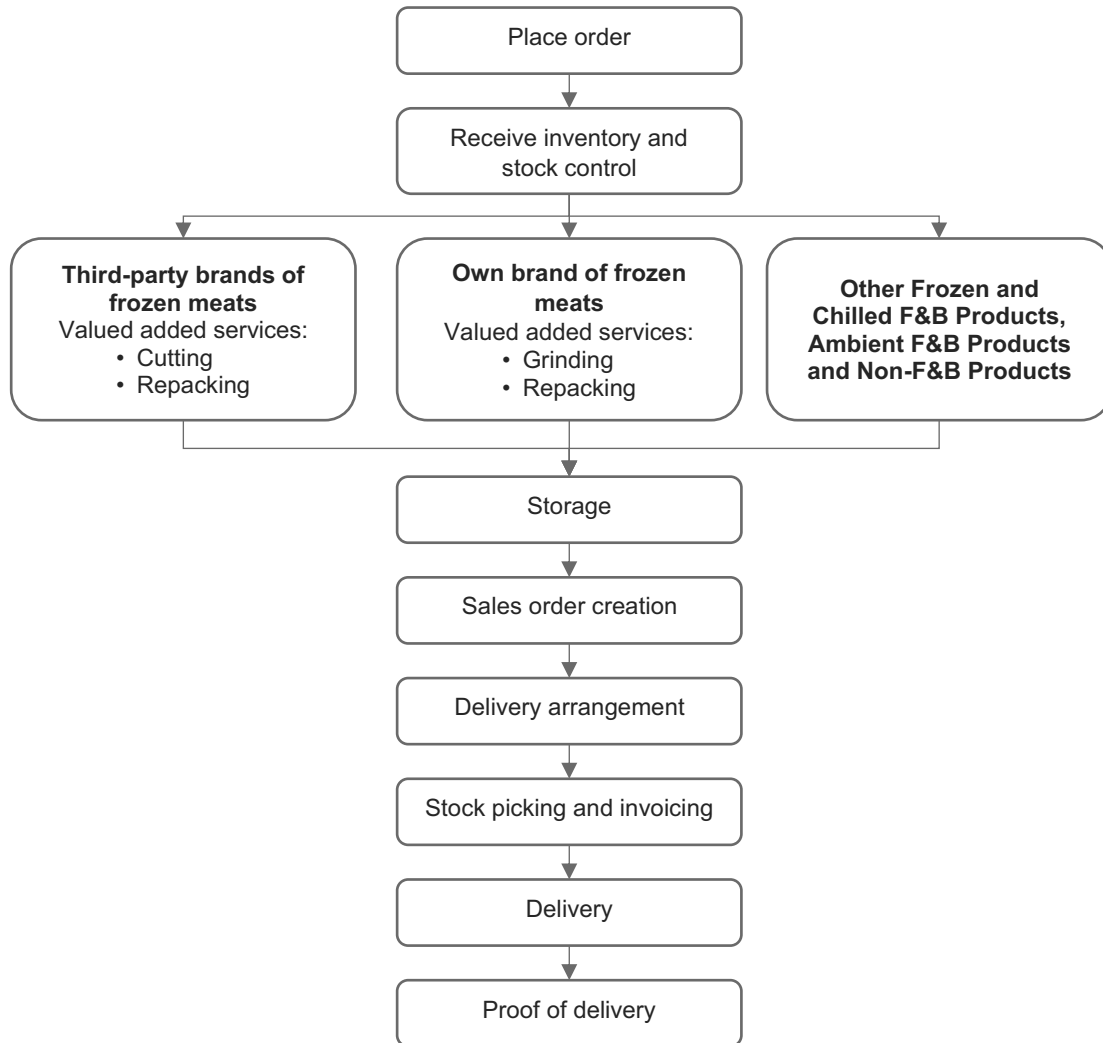 Place order
Receive inventory and
stock control
Third-party brands of
frozen meats
Valued added services:
• Cutting
• Repacking
Own brand of frozen
meats
Valued added services:
• Grinding
• Repacking
Other Frozen and
Chilled F&B Products,
Ambient F&B Products
and Non-F&B Products
Storage
Sales order creation
Delivery arrangement
Stock picking and invoicing
Delivery
Proof of delivery